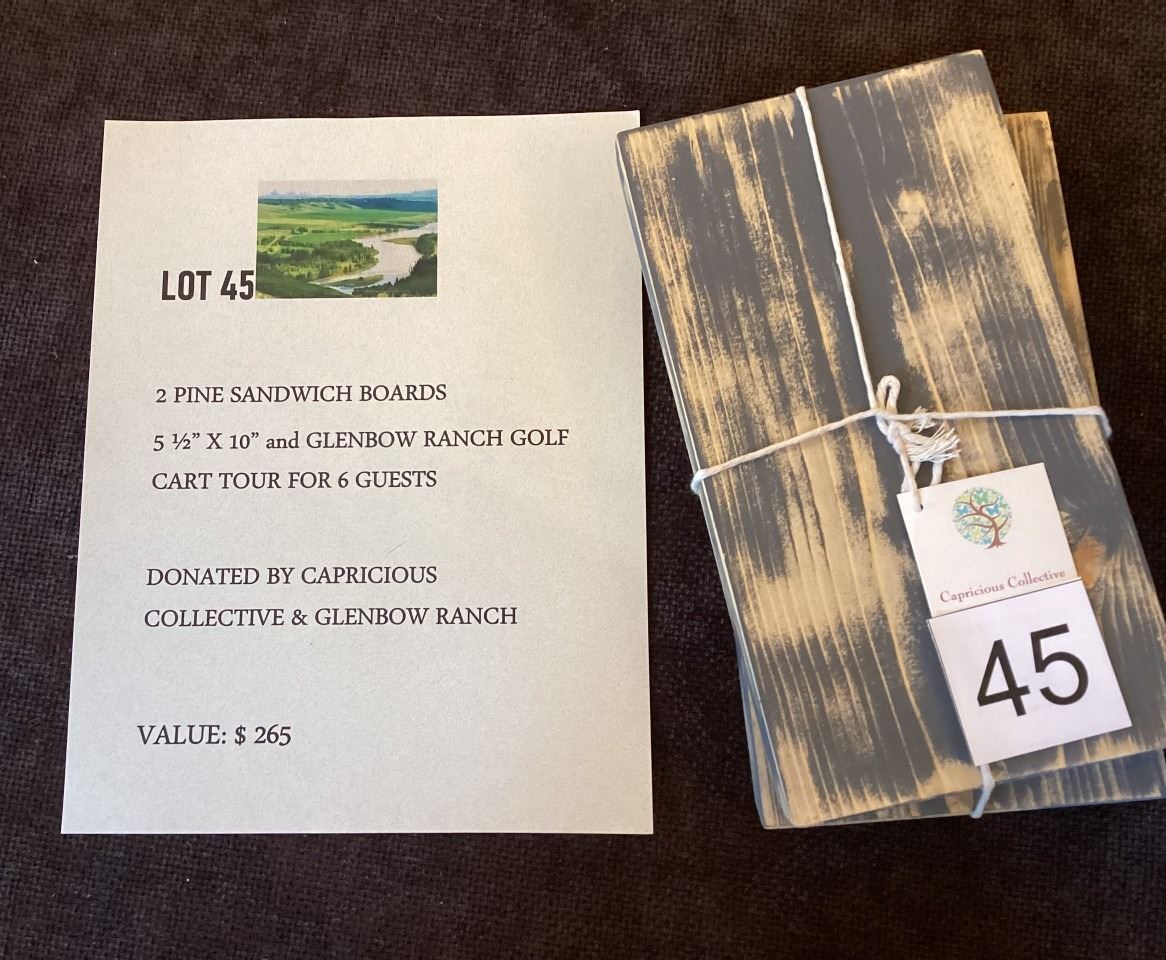 LOT 45
2 PINE SANDWICH BOARDS
5 ½” X 10” and GLENBOW RANCH GOLF
CART TOUR FOR 6 GUESTS
DONATED BY CAPRICIOUS
COLLECTIVE & GLENBOW RANCH
VALUE: $ 265
Capricious Collective
45